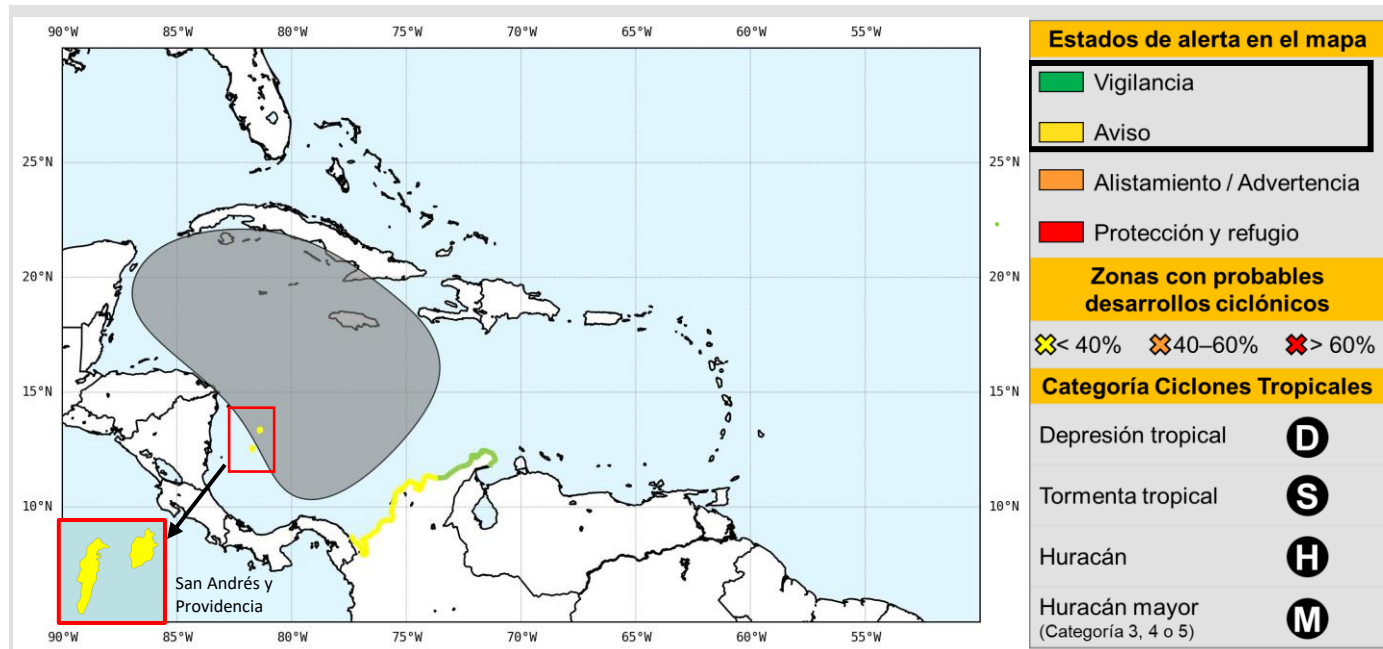 90°W 85°W 80°W 75°W 70°W 65°W 60°W 55°W
25°N 25°N
20°N 20°N
15°N 15°N
10°N 10°N
San Andrés y
Providencia
90°W 85°W 80°W 75°W 70°W 65°W 60°W 55°W
Estados de alerta en el mapa
Vigilancia
Aviso
Alistamiento / Advertencia
Protección y refugio
Zonas con probables
desarrollos ciclónicos
< 40% 40–60% > 60%
Categoría Ciclones Tropicales
Depresión tropical D
Tormenta tropical S
Huracán H
Huracán mayor M
(Categoría 3, 4 o 5)